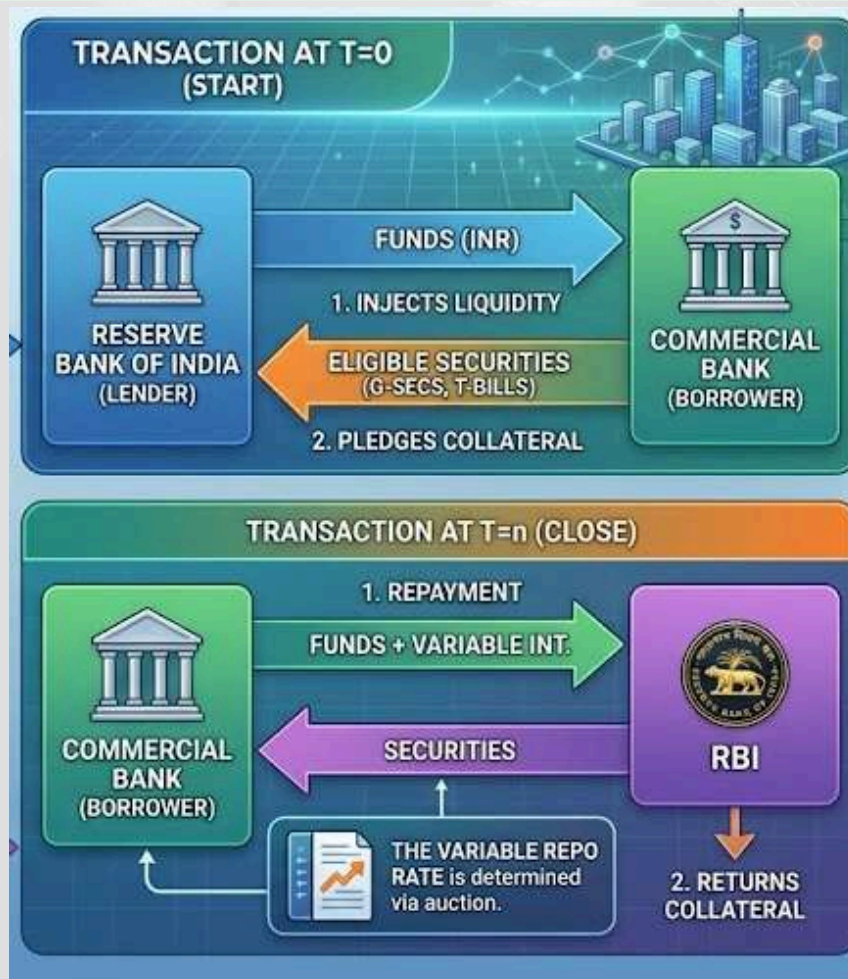 TRANSACTION AT T=0
(START)
RESERVE
BANK OF INDIA
(LENDER)
FUNDS (INR)
1. INJECTS LIQUIDITY
ELIGIBLE SECURITIES
(G-SECS, T-BILLS)
2. PLEDGES COLLATERAL
$
COMMERCIAL
BANK
(BORROWER)
TRANSACTION AT T=n (CLOSE)
COMMERCIAL
BANK
(BORROWER)
1. REPAYMENT
FUNDS + VARIABLE INT.
SECURITIES
THE VARIABLE REPO
RATE is determined
via auction.
RBI
2. RETURNS
COLLATERAL